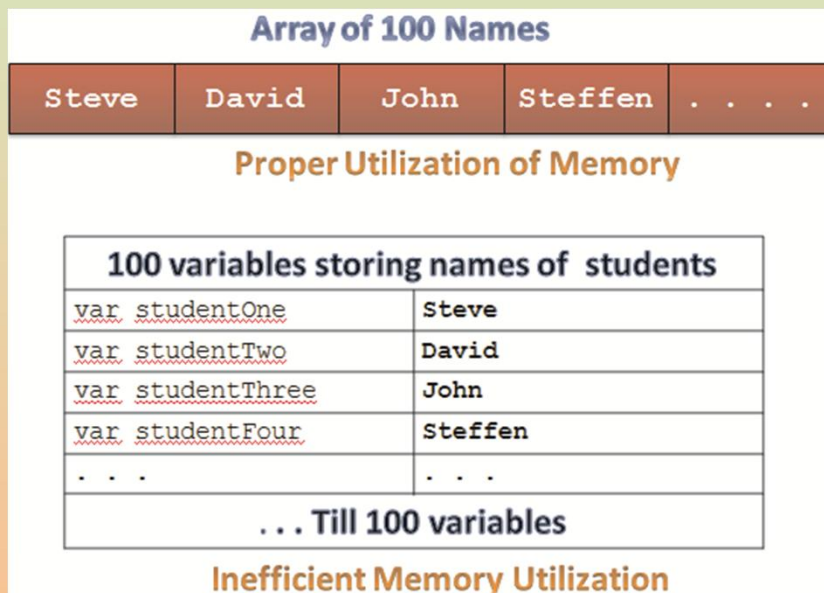 Array of 100 Names
Steve David John Steffen . . . .
Proper Utilization of Memory
100 variables storing names of students
var studentOne Steve
var studentTwo David
var studentThree John
var studentFour Steffen
. . . . . .
. . . Till 100 variables
Inefficient Memory Utilization